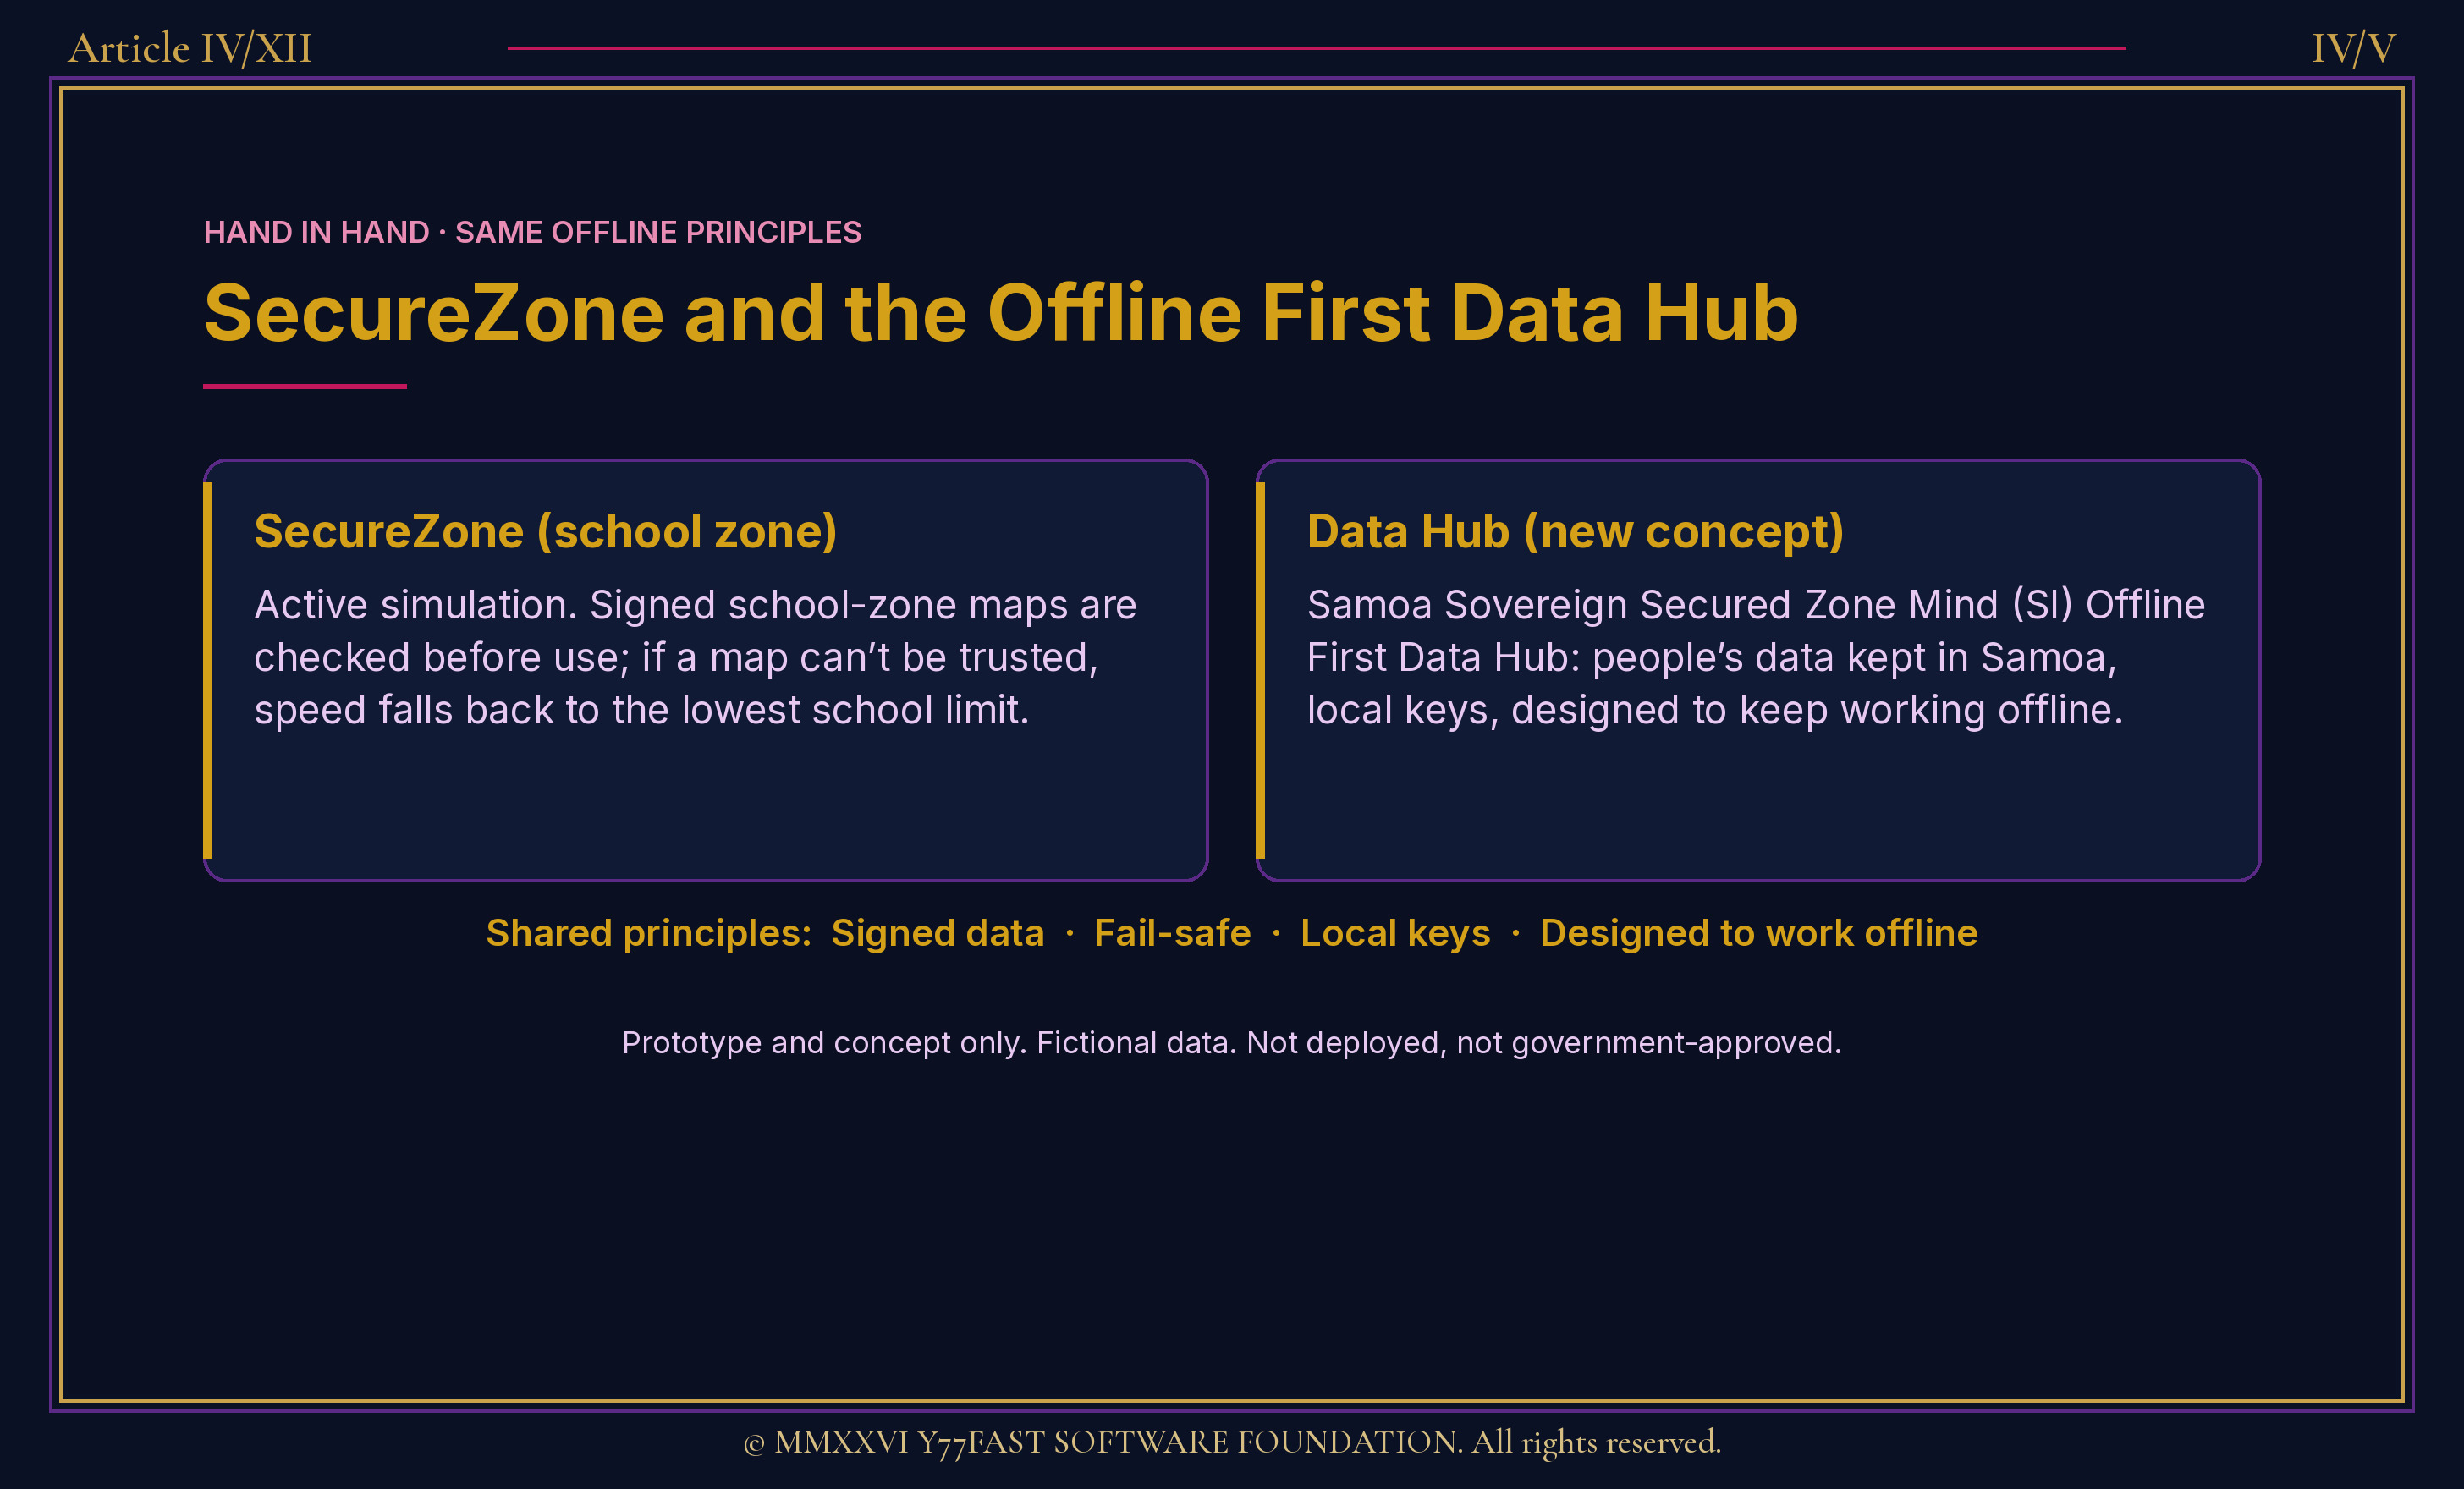 Article IV/XII
IV/V
HAND IN HAND · SAME OFFLINE PRINCIPLES
SecureZone and the Offline First Data Hub
SecureZone (school zone)
Active simulation. Signed school-zone maps are
checked before use; if a map can’t be trusted,
speed falls back to the lowest school limit.
Data Hub (new concept)
Samoa Sovereign Secured Zone Mind (SI) Offline
First Data Hub: people’s data kept in Samoa,
local keys, designed to keep working offline.
Shared principles: Signed data · Fail-safe · Local keys · Designed to work offline
Prototype and concept only. Fictional data. Not deployed, not government-approved.
© MMXXVI Y77FAST SOFTWARE FOUNDATION. All rights reserved.